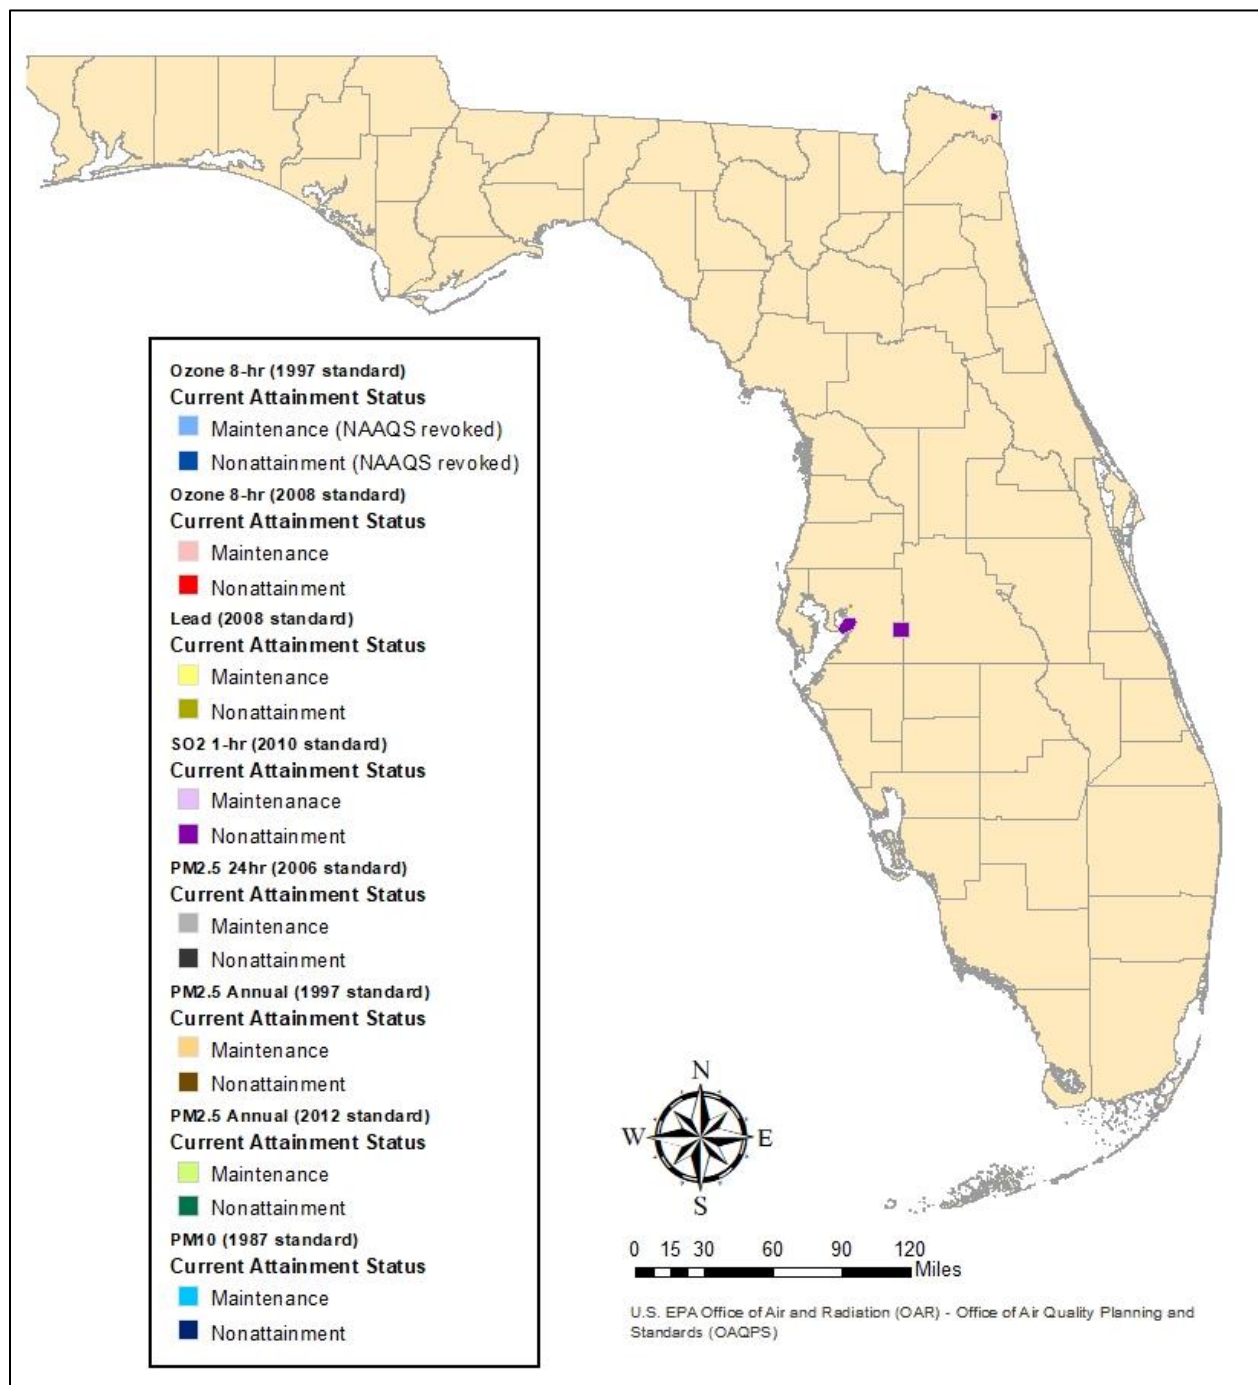 Ozone 8-hr (1997 standard)
Current Attainment Status
Maintenance (NAAQS revoked)
Nonattainment (NAAQS revoked)
Ozone 8-hr (2008 standard)
Current Attainment Status
Maintenance
Nonattainment
Lead (2008 standard)
Current Attainment Status
Maintenance
Nonattainment
SO2 1-hr (2010 standard)
Current Attainment Status
Maintenanace
Nonattainment
PM2.5 24hr (2006 standard)
Current Attainment Status
Maintenance
Nonattainment
PM2.5 Annual (1997 standard)
Current Attainment Status
Maintenance
Nonattainment
PM2.5 Annual (2012 standard)
Current Attainment Status
Maintenance
Nonattainment
PM10 (1987 standard)
Current Attainment Status
Maintenance
Nonattainment
N
W E
S
0 15 30 60 90 120
Miles
U.S. EPA Office of Air and Radiation (OAR) - Office of Air Quality Planning and
Standards (OAQPS)